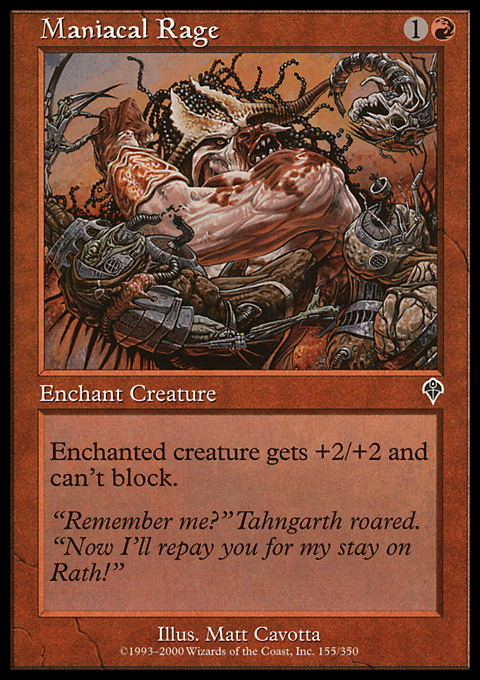 Maniacal Rage 1
Enchant Creature
Enchanted creature gets +2/+2 and
can't block.
"Remember me?" Tahngarth roared.
"Now I'll repay you for my stay on
Rath!"
Illus. Matt Cavotta
©1993–2000 Wizards of the Coast, Inc. 155/350